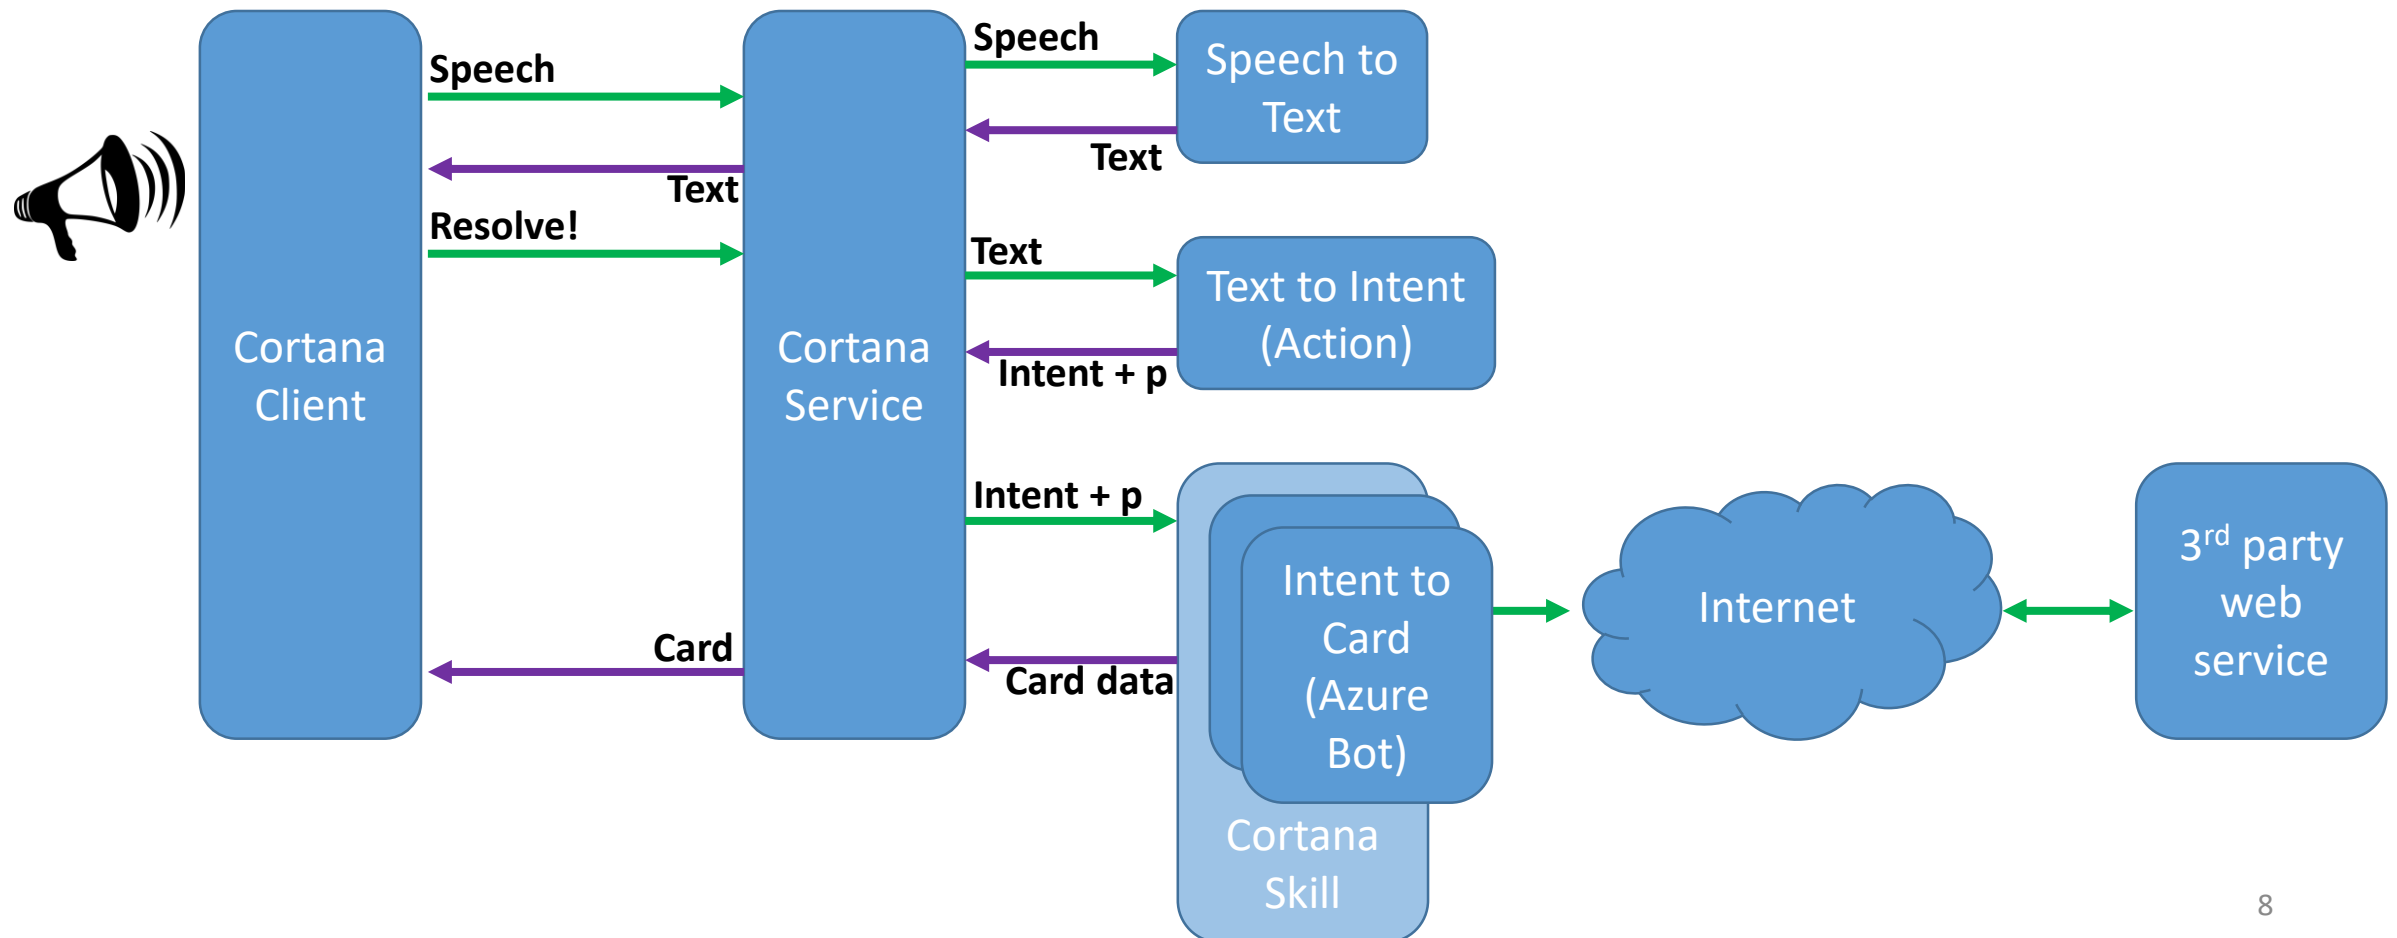 Cortana
Client
Speech
Text
Resolve!
Card
Cortana
Service
Speech
Text
Speech to
Text
Text
Intent + p
Text to Intent
(Action)
Intent + p
Card data
Intent to
Card
(Azure
Bot)
Cortana
Skill
Internet
3rd party
web
service
8